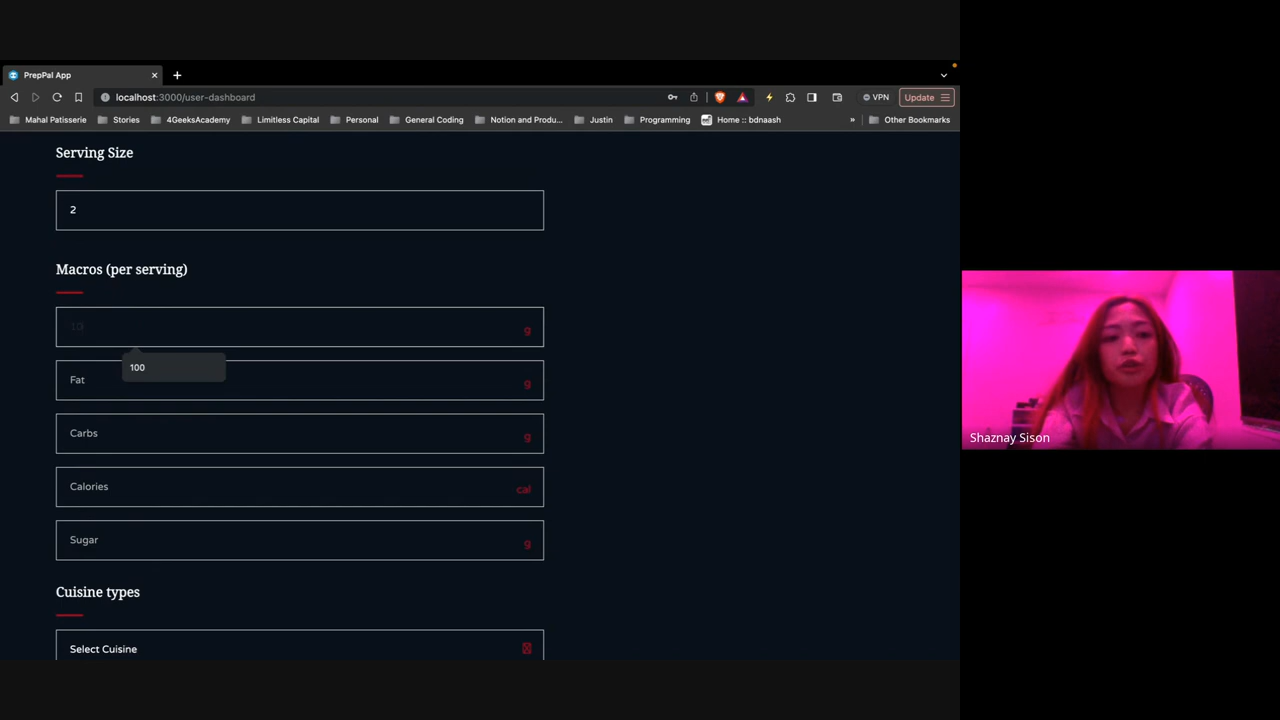 PrepPal App
localhost:3000/user-dashboard
VPN
Update
Mahal Patisserie
Stories
4GeeksAcademy
Limitless Capital
Personal
General Coding
Notion and Produ...
Justin
Programming
Home :: bdnaash
»
Other Bookmarks
Serving Size
2
Macros (per serving)
10
g
100
Fat
g
Carbs
g
Calories
cal
Sugar
g
Cuisine types
Select Cuisine
Shaznay Sison